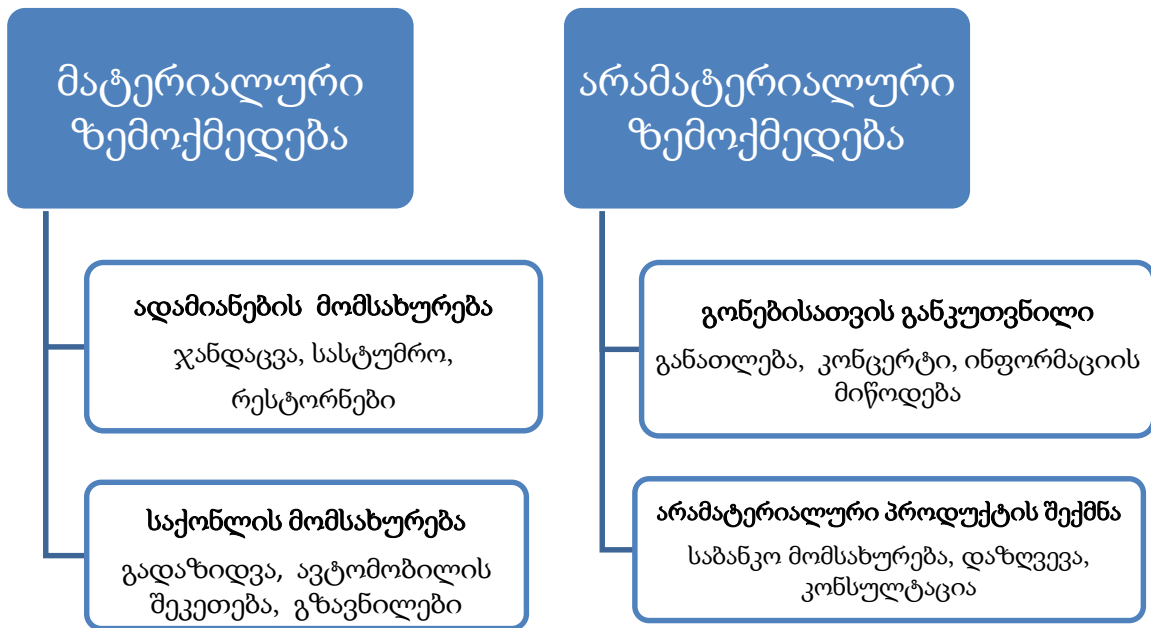 მატერიალური
ზემოქმედება
ადამიანების მომსახურება
ჯანდაცვა, სასტუმრო,
რესტორნები
საქონლის მომსახურება
გადაზიდვა, ავტომობილის
შეკეთება, გზავნილები
არამატერიალური
ზემოქმედება
გონებისათვის განკუთვნილი
განათლება, კონცერტი, ინფორმაციის
მიწოდება
არამატერიალური პროდუქტის შექმნა
საბანკო მომსახურება, დაზღვევა,
კონსულტაცია